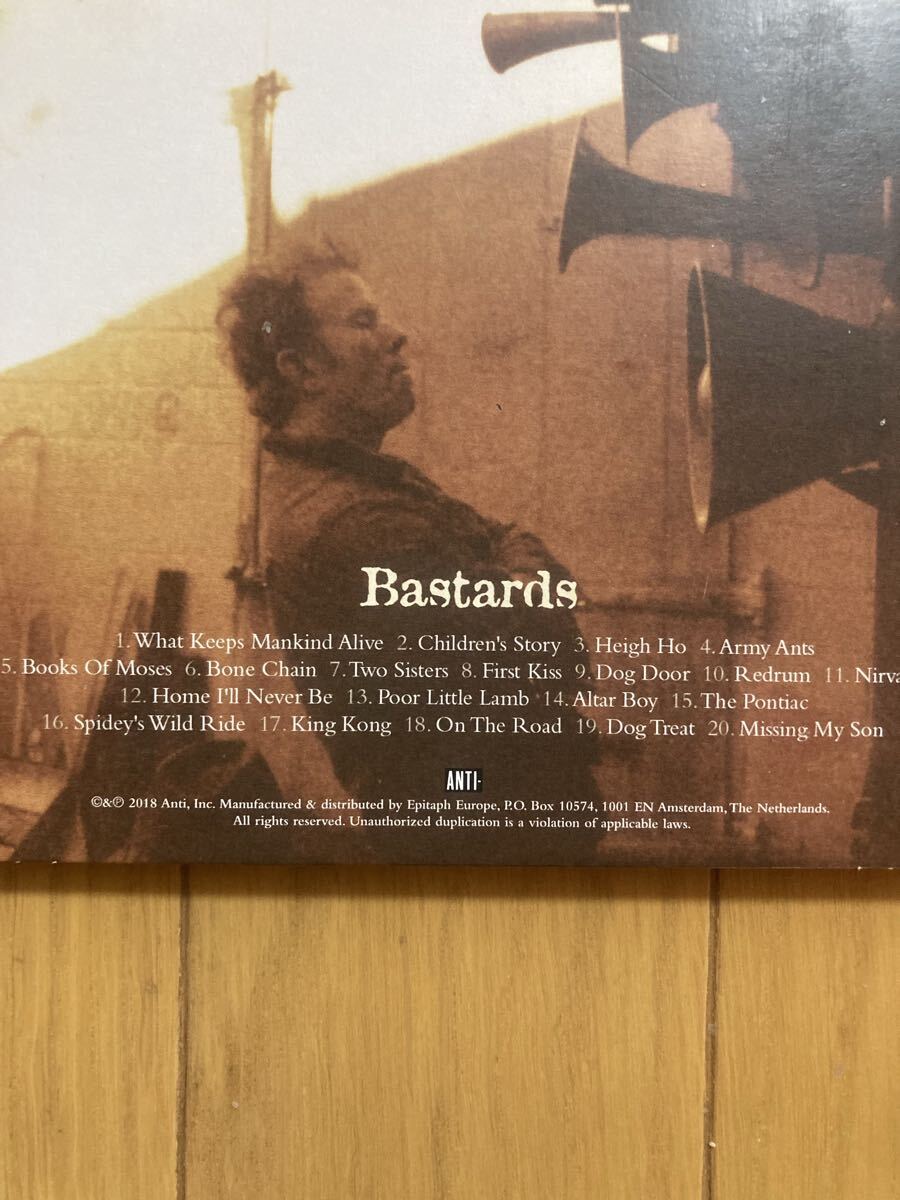 Bastards
1. What Keeps Mankind Alive 2. Children's Story 3. Heigh Ho 4. Army Ants
5. Books Of Moses 6. Bone Chain 7. Two Sisters 8. First Kiss 9. Dog Door 10. Redrum 11. Nirva
12. Home I'll Never Be 13. Poor Little Lamb 14. Altar Boy 15. The Pontiac
16. Spidey's Wild Ride 17. King Kong 18. On The Road 19. Dog Treat 20. Missing My Son
ANTI-
©&℗ 2018 Anti, Inc. Manufactured & distributed by Epitaph Europe, P.O. Box 10574, 1001 EN Amsterdam, The Netherlands.
All rights reserved. Unauthorized duplication is a violation of applicable laws.